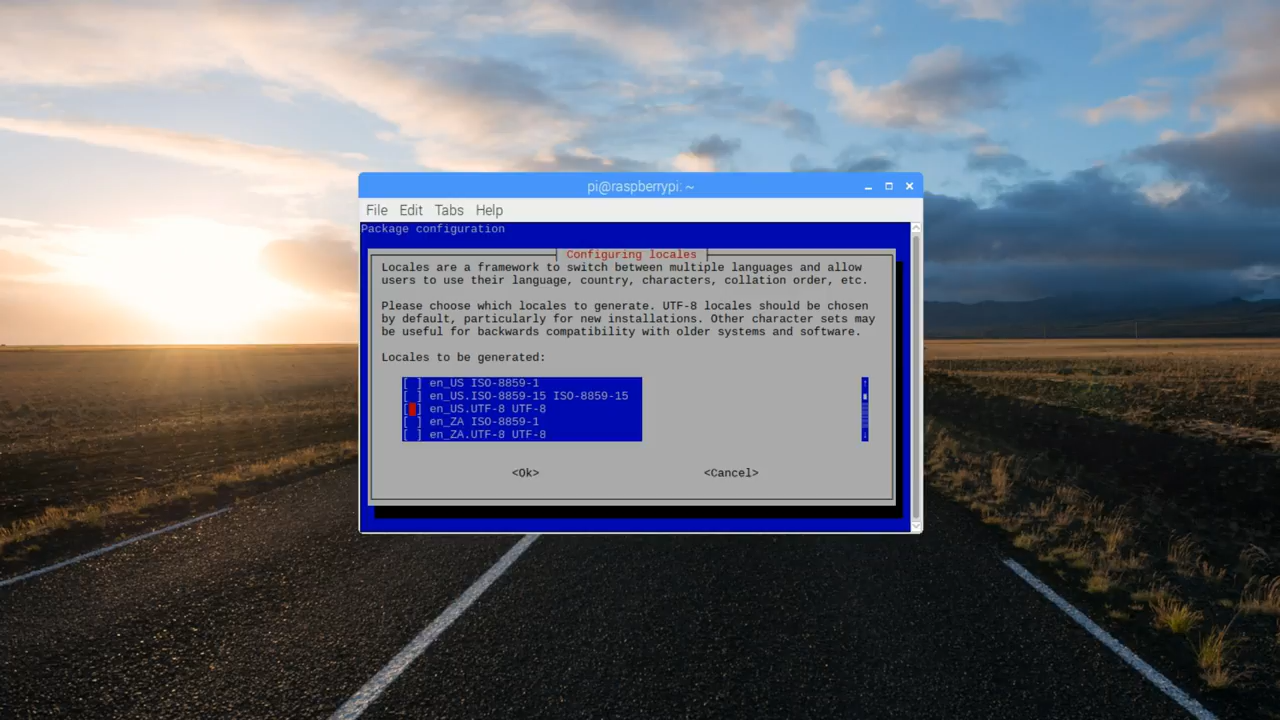 pi@raspberrypi: ~
File Edit Tabs Help
Package configuration
Configuring locales
Locales are a framework to switch between multiple languages and allow
users to use their language, country, characters, collation order, etc.
Please choose which locales to generate. UTF-8 locales should be chosen
by default, particularly for new installations. Other character sets may
be useful for backwards compatibility with older systems and software.
Locales to be generated:
[ ] en_US ISO-8859-1
[ ] en_US.ISO-8859-15 ISO-8859-15
[ ] en_US.UTF-8 UTF-8
[ ] en_ZA ISO-8859-1
[ ] en_ZA.UTF-8 UTF-8
<Ok> <Cancel>